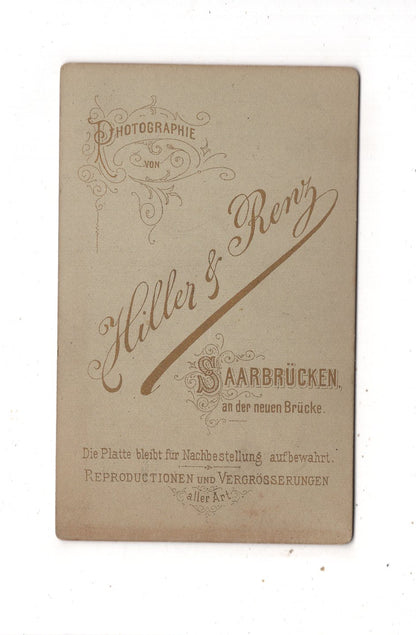 PHOTOGRAPHIE
VON
Hiller & Renz
SAARBRÜCKEN,
an der neuen Brücke.
Die Platte bleibt für Nachbestellung aufbewahrt.
REPRODUCTIONEN UND VERGRÖSSERUNGEN
aller Art.